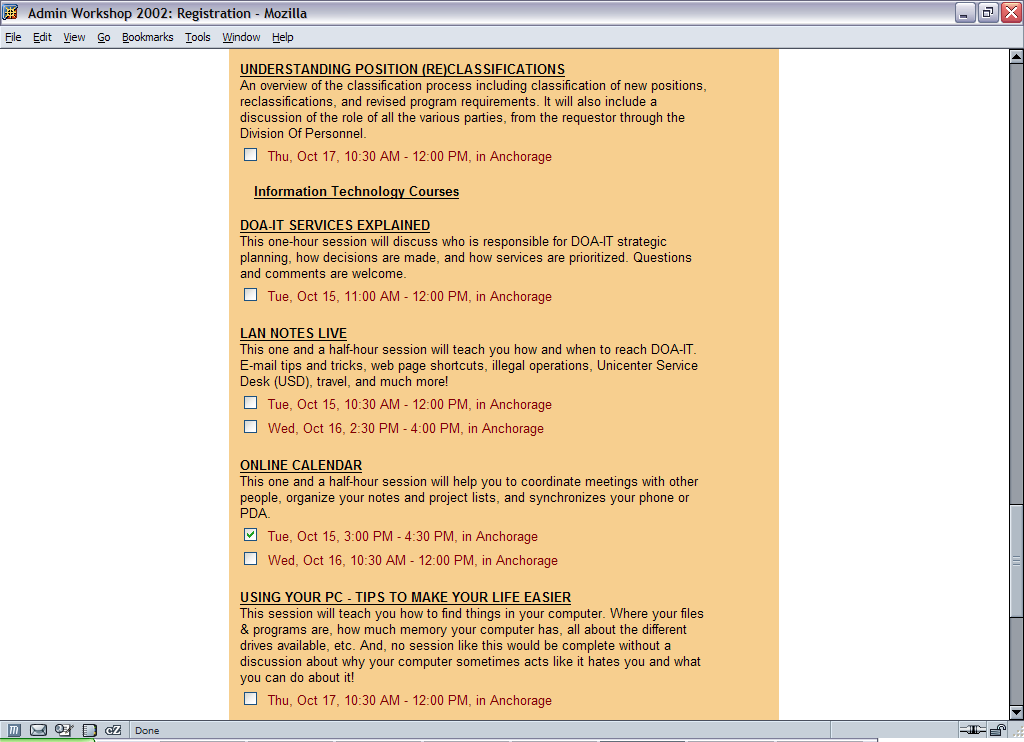 Admin Workshop 2002: Registration - Mozilla
File Edit View Go Bookmarks Tools Window Help
UNDERSTANDING POSITION (RE)CLASSIFICATIONS
An overview of the classification process including classification of new positions,
reclassifications, and revised program requirements. It will also include a
discussion of the role of all the various parties, from the requestor through the
Division Of Personnel.
Thu, Oct 17, 10:30 AM - 12:00 PM, in Anchorage
Information Technology Courses
DOA-IT SERVICES EXPLAINED
This one-hour session will discuss who is responsible for DOA-IT strategic
planning, how decisions are made, and how services are prioritized. Questions
and comments are welcome.
Tue, Oct 15, 11:00 AM - 12:00 PM, in Anchorage
LAN NOTES LIVE
This one and a half-hour session will teach you how and when to reach DOA-IT.
E-mail tips and tricks, web page shortcuts, illegal operations, Unicenter Service
Desk (USD), travel, and much more!
Tue, Oct 15, 10:30 AM - 12:00 PM, in Anchorage
Wed, Oct 16, 2:30 PM - 4:00 PM, in Anchorage
ONLINE CALENDAR
This one and a half-hour session will help you to coordinate meetings with other
people, organize your notes and project lists, and synchronizes your phone or
PDA.
Tue, Oct 15, 3:00 PM - 4:30 PM, in Anchorage
Wed, Oct 16, 10:30 AM - 12:00 PM, in Anchorage
USING YOUR PC - TIPS TO MAKE YOUR LIFE EASIER
This session will teach you how to find things in your computer. Where your files
& programs are, how much memory your computer has, all about the different
drives available, etc. And, no session like this would be complete without a
discussion about why your computer sometimes acts like it hates you and what
you can do about it!
Thu, Oct 17, 10:30 AM - 12:00 PM, in Anchorage
cZ Done